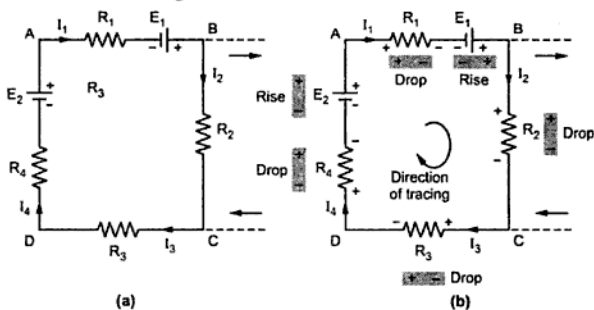 A I₁ R₁ E₁ B
- +
I₂
E₂ + -
R₃
R₂
R₄
I₄
D R₃ I₃ C
(a)
Rise + -
Drop + -
A I₁ R₁ E₁ B
+ - - +
+ - - +
Drop Rise
I₂
E₂ + -
+ R₂ -
+ - Drop
- R₄ +
Direction
of tracing
I₄
D - + I₃ C
R₃
+ - Drop
(b)